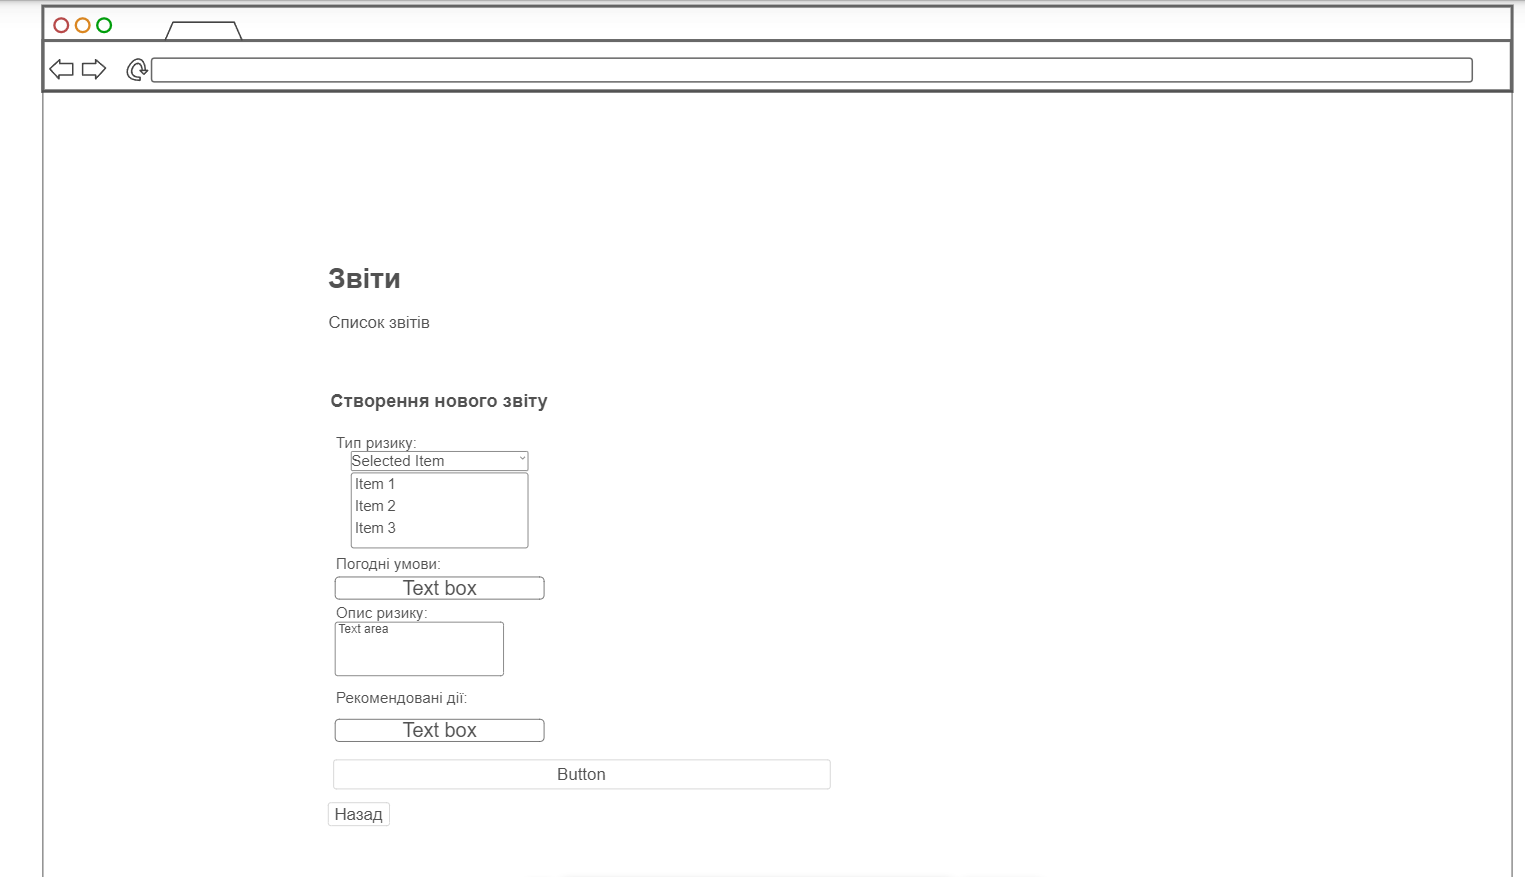 Звіти
Список звітів
Створення нового звіту
Тип ризику:
Selected Item
Item 1
Item 2
Item 3
Погодні умови:
Text box
Опис ризику:
Text area
Рекомендовані дії:
Text box
Button
Назад